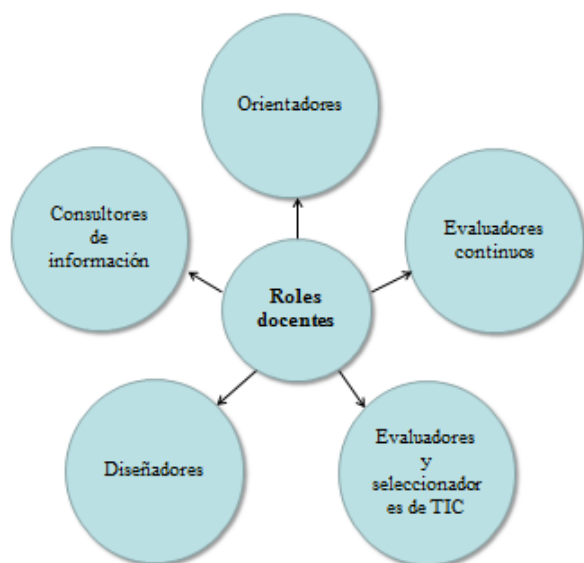 Orientadores
Consultores
de
información
Evaluadores
continuos
Roles
docentes
Diseñadores
Evaluadores
y
seleccionador
es de TIC